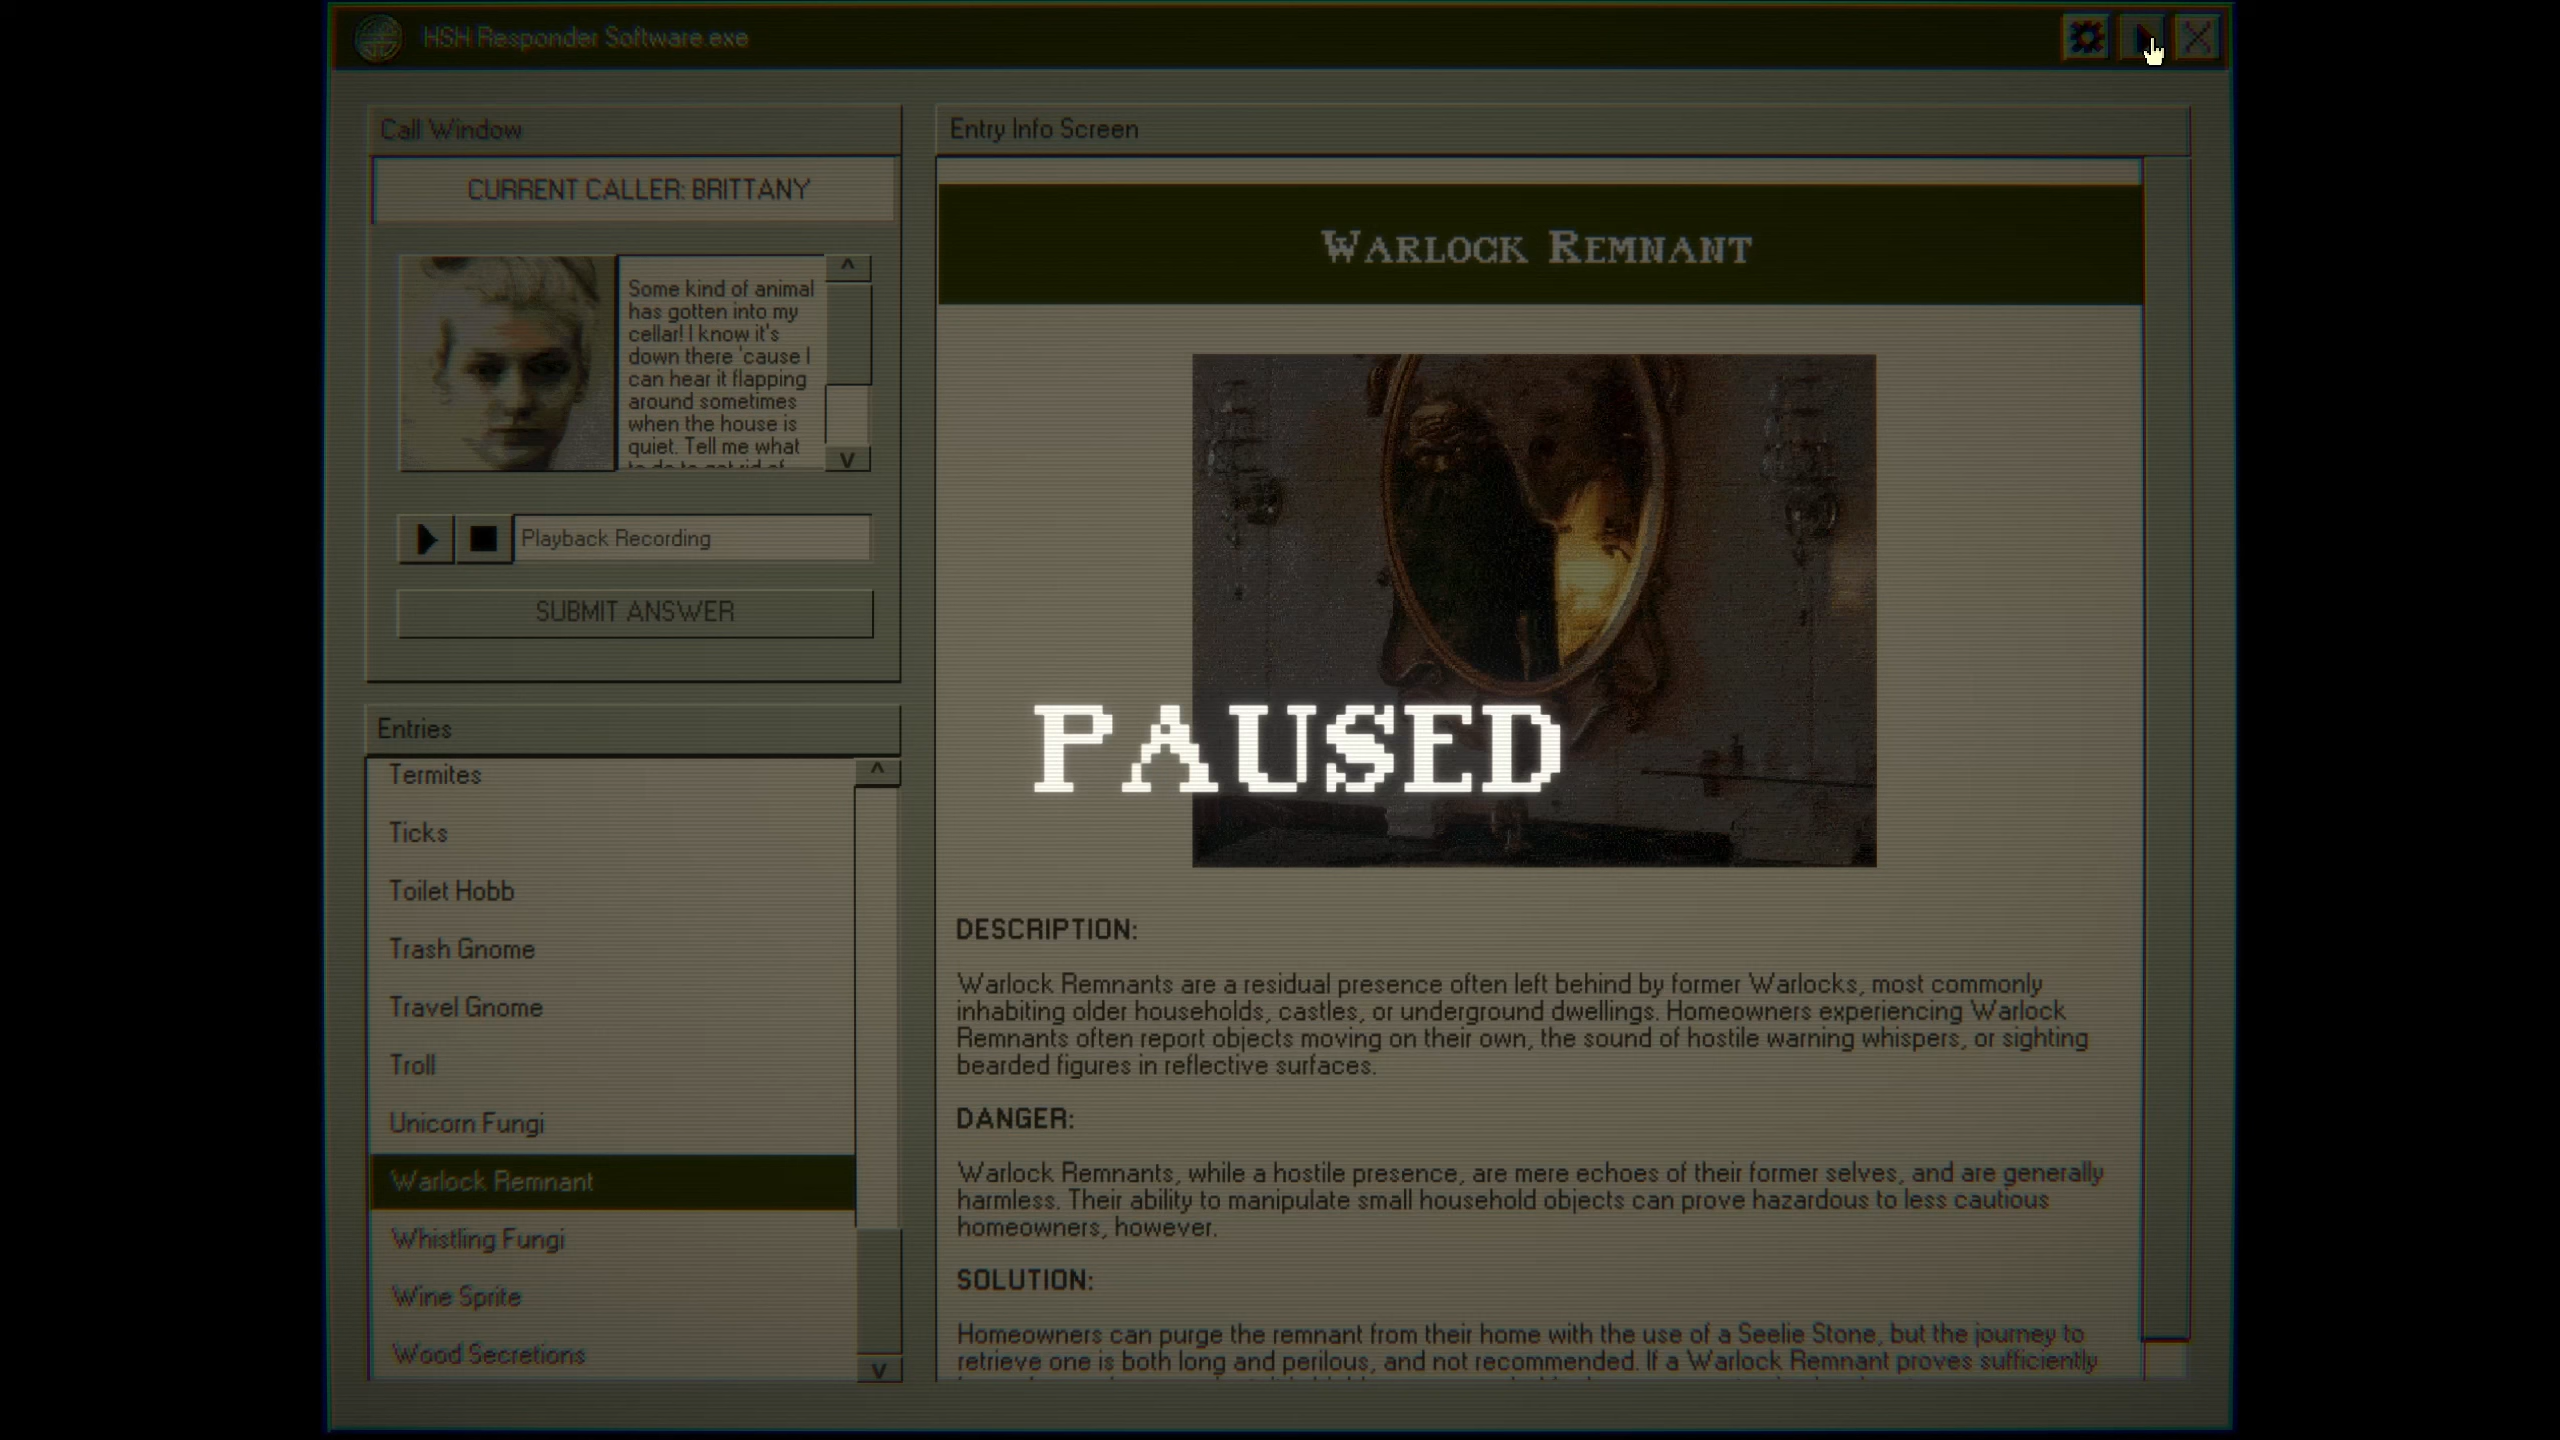 HSH Responder Software.exe
Call Window
CURRENT CALLER: BRITTANY
Some kind of animal
has gotten into my
cellar! I know it's
down there 'cause I
can hear it flapping
around sometimes
when the house is
quiet. Tell me what
to do to get rid of
Playback Recording
SUBMIT ANSWER
Entries
Termites
Ticks
Toilet Hobb
Trash Gnome
Travel Gnome
Troll
Unicorn Fungi
Warlock Remnant
Whistling Fungi
Wine Sprite
Wood Secretions
Entry Info Screen
WARLOCK REMNANT
PAUSED
DESCRIPTION:
Warlock Remnants are a residual presence often left behind by former Warlocks, most commonly
inhabiting older households, castles, or underground dwellings. Homeowners experiencing Warlock
Remnants often report objects moving on their own, the sound of hostile warning whispers, or sighting
bearded figures in reflective surfaces.
DANGER:
Warlock Remnants, while a hostile presence, are mere echoes of their former selves, and are generally
harmless. Their ability to manipulate small household objects can prove hazardous to less cautious
homeowners, however.
SOLUTION:
Homeowners can purge the remnant from their home with the use of a Seelie Stone, but the journey to
retrieve one is both long and perilous, and not recommended. If a Warlock Remnant proves sufficiently